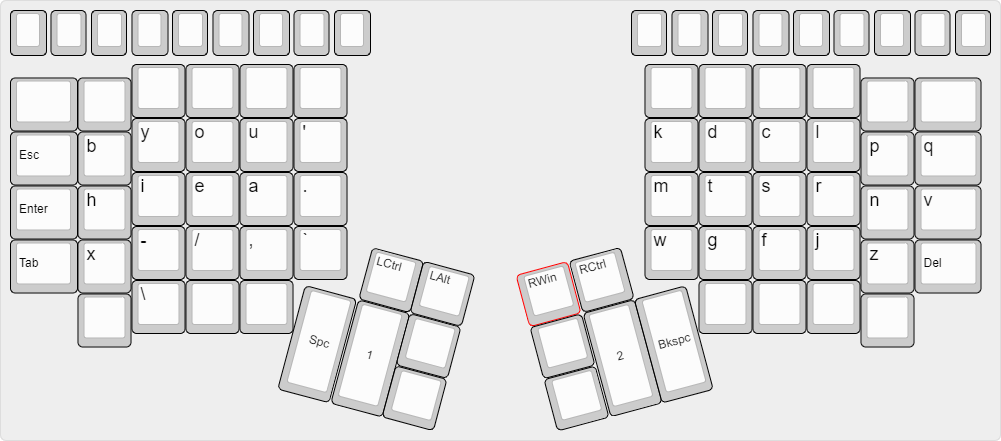 y o u '
k d c l
Esc b
p q
i e a .
m t s r
Enter h
n v
- / , `
w g f j
Tab x
z Del
\
LCtrl LAlt
RWin RCtrl
Spc 1
2 Bkspc